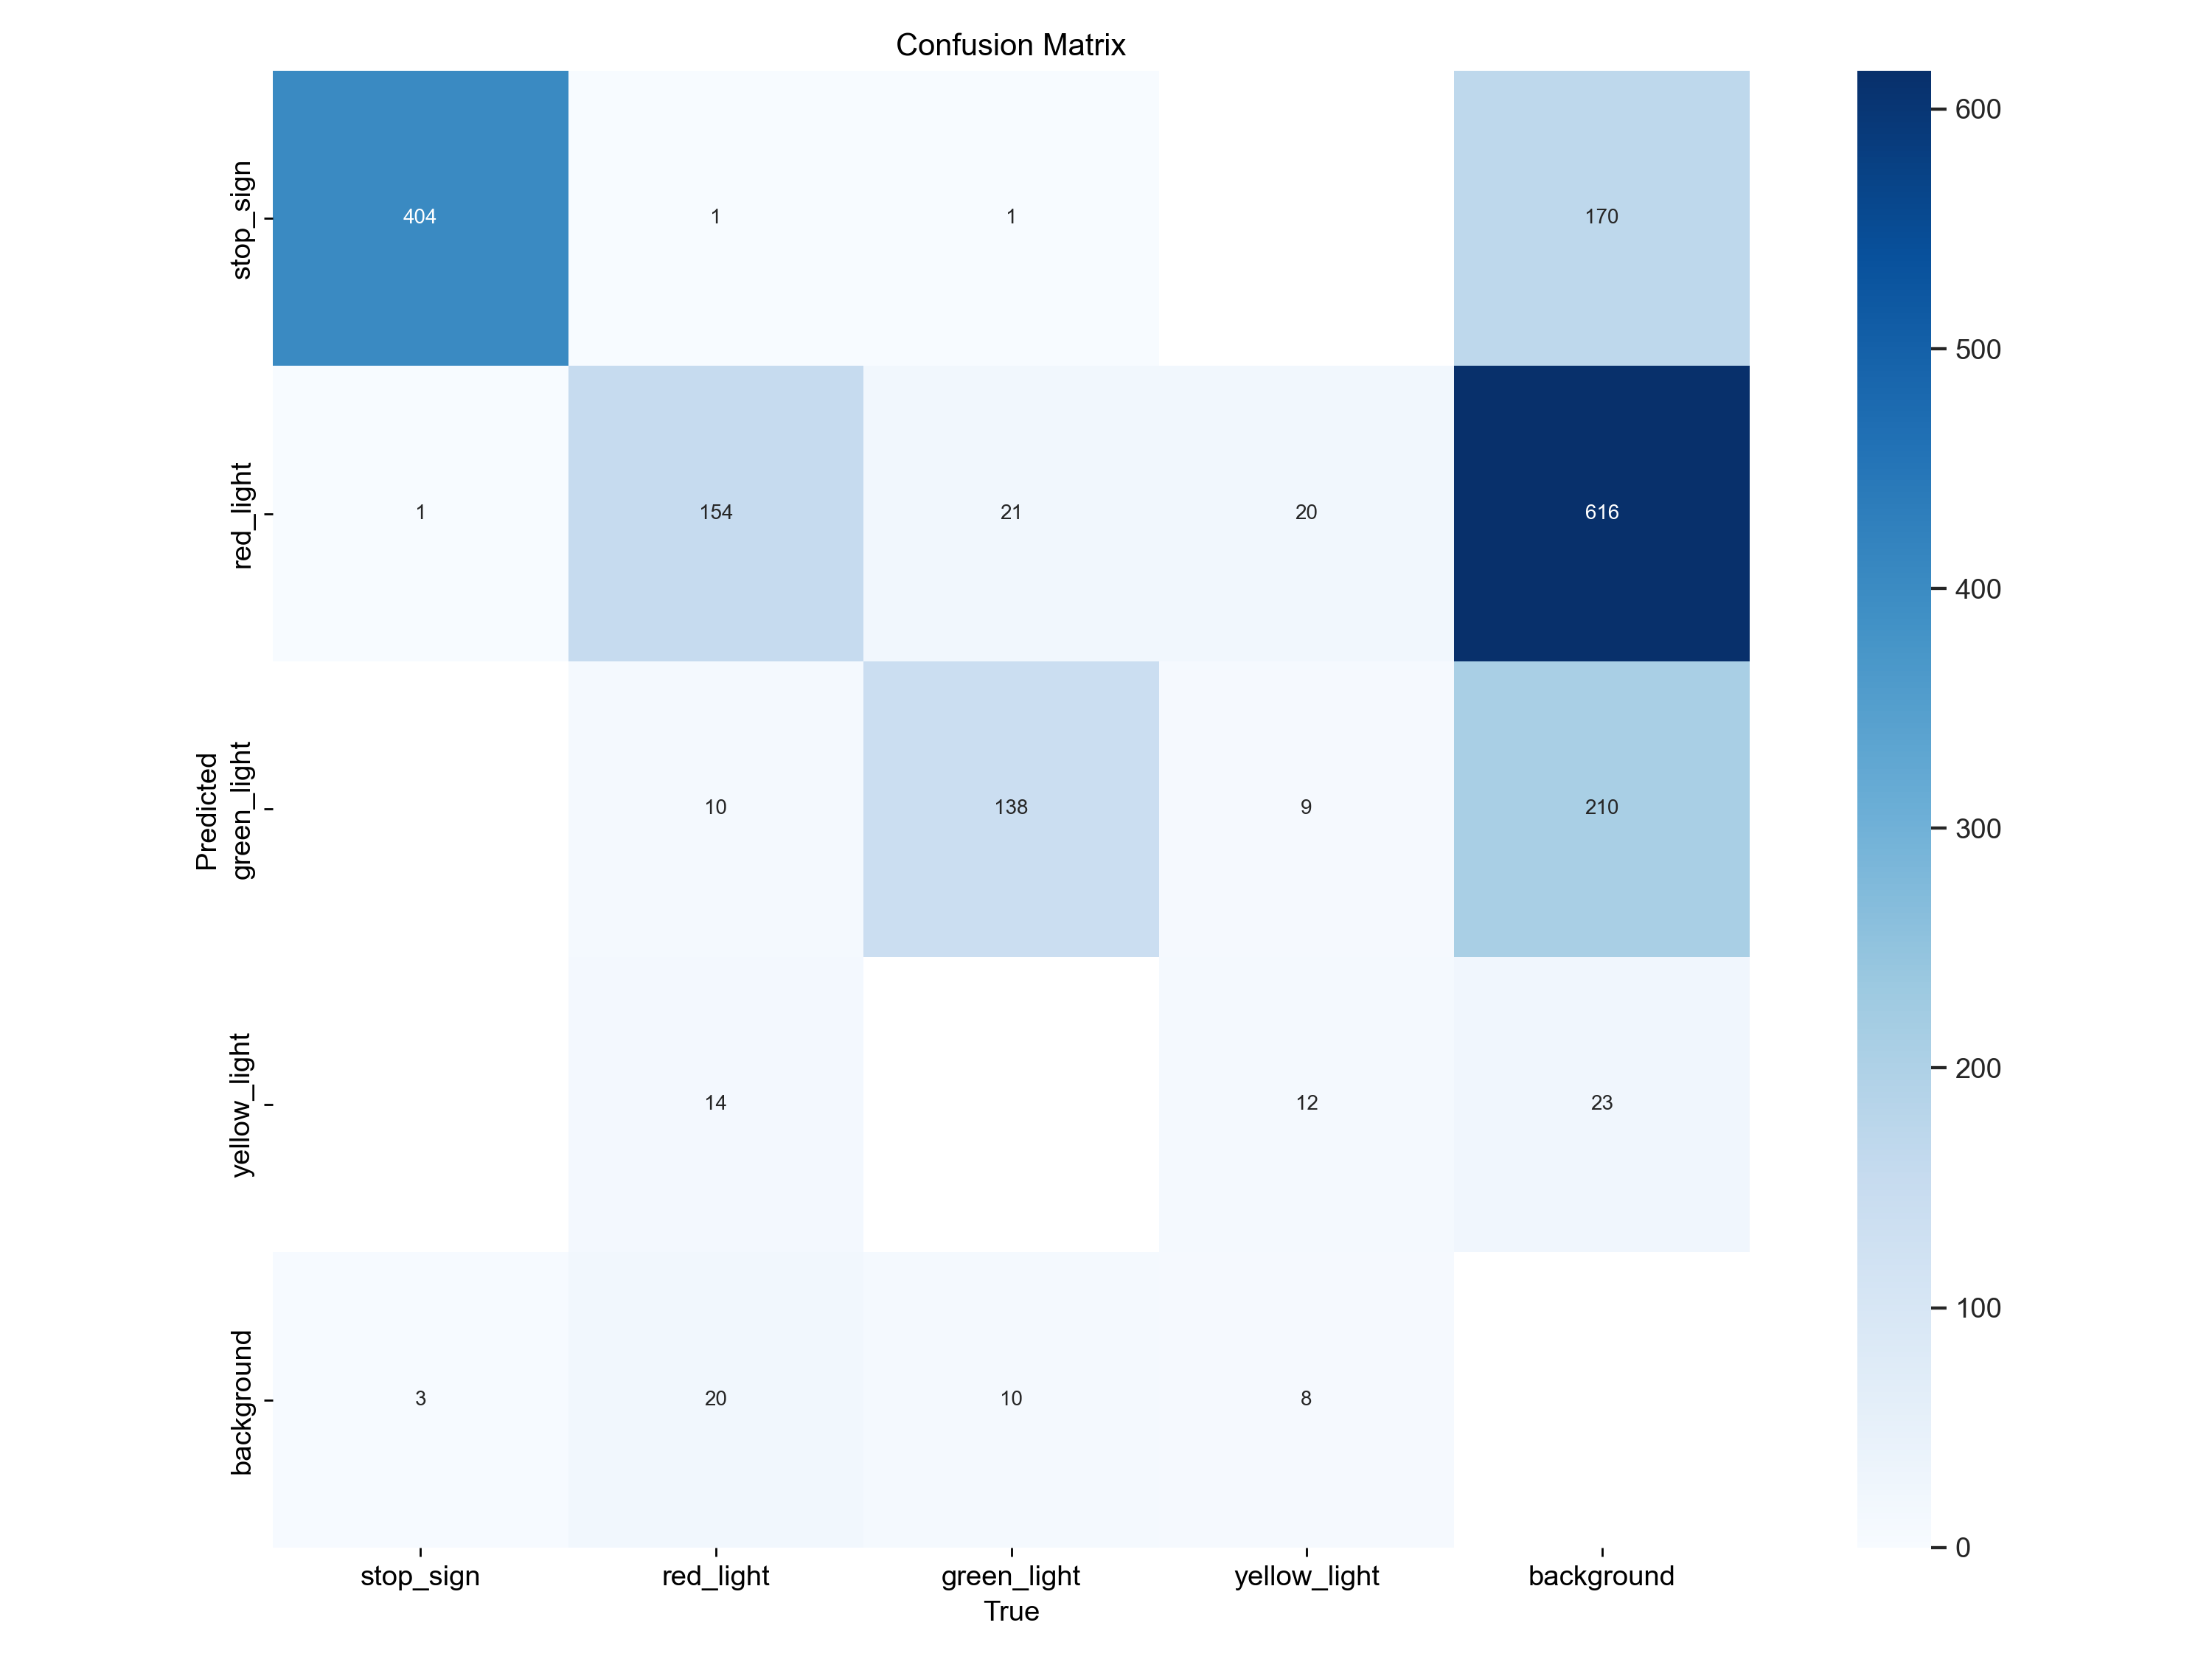 Confusion Matrix
stop_sign
404
1
1
170
600
500
red_light
1
154
21
20
616
400
Predicted
green_light
10
138
9
210
300
200
yellow_light
14
12
23
100
background
3
20
10
8
0
stop_sign
red_light
green_light
yellow_light
background
True